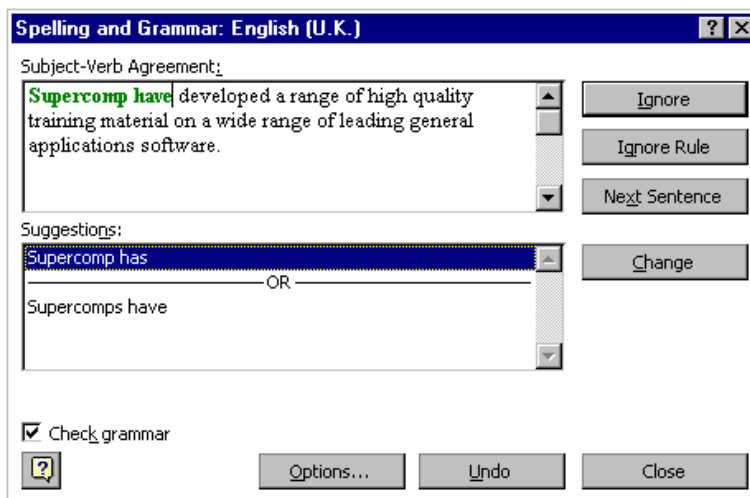 Spelling and Grammar: English (U.K.)
Subject-Verb Agreement:
Supercomp have developed a range of high quality
training material on a wide range of leading general
applications software.
Ignore
Ignore Rule
Next Sentence
Suggestions:
Supercomp has
OR
Supercomps have
Change
Check grammar
Options...
Undo
Close